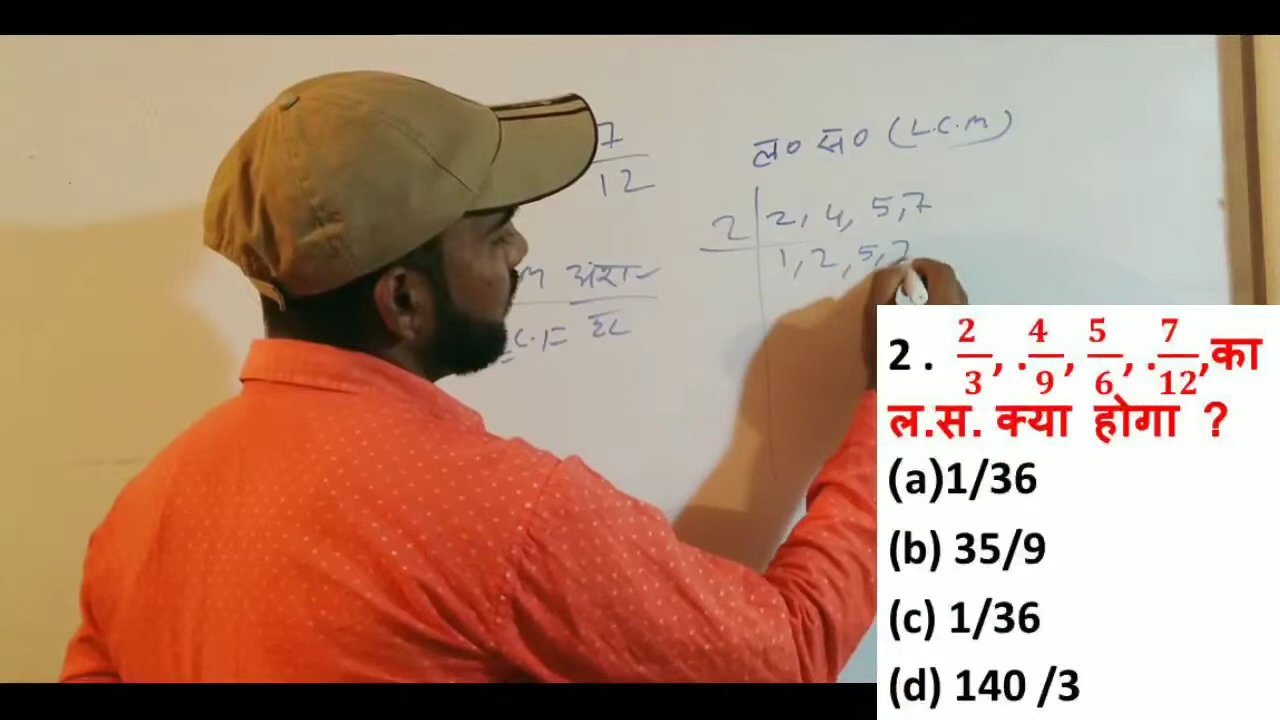 7
12
ल० स० (L.C.M)
2 | 2, 4, 5, 7
1, 2, 5, 7
अंश
हर
2 . 2/3, .4/9, 5/6, .7/12,का
ल.स. क्या होगा ?
(a)1/36
(b) 35/9
(c) 1/36
(d) 140 /3